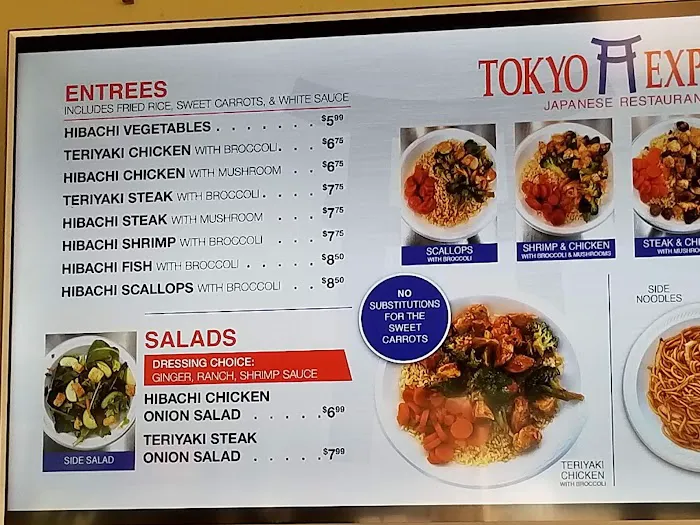 ENTREES
INCLUDES FRIED RICE, SWEET CARROTS, & WHITE SAUCE
HIBACHI VEGETABLES . . . . . . . $5.99
TERIYAKI CHICKEN WITH BROCCOLI. . . . $6.75
HIBACHI CHICKEN WITH MUSHROOM . . . $6.75
TERIYAKI STEAK WITH BROCCOLI. . . . . $7.75
HIBACHI STEAK WITH MUSHROOM . . . $7.75
HIBACHI SHRIMP WITH BROCCOLI . . . $7.75
HIBACHI FISH WITH BROCCOLI . . . . . $8.50
HIBACHI SCALLOPS WITH BROCCOLI . . . $8.50
SALADS
DRESSING CHOICE:
GINGER, RANCH, SHRIMP SAUCE
HIBACHI CHICKEN
ONION SALAD . . . . . $6.99
TERIYAKI STEAK
ONION SALAD . . . . . $7.99
SIDE SALAD
TOKYO EXP
JAPANESE RESTAURAN
SCALLOPS
WITH BROCCOLI
SHRIMP & CHICKEN
WITH BROCCOLI & MUSHROOMS
STEAK & CHI
WITH MUSHROOM
NO
SUBSTITUTIONS
FOR THE
SWEET
CARROTS
TERIYAKI
CHICKEN
WITH BROCCOLI
SIDE
NOODLES